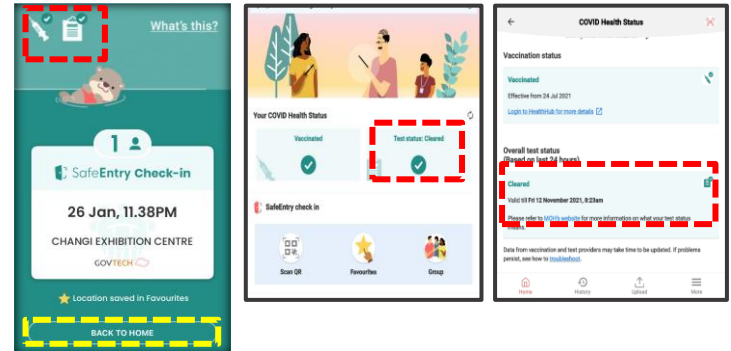 What's this?
1
SafeEntry Check-in
26 Jan, 11.38PM
CHANGI EXHIBITION CENTRE
GOVTECH
Location saved in Favourites
BACK TO HOME
Your COVID Health Status
Vaccinated
Test status: Cleared
SafeEntry check in
Scan QR
Favourites
Group
COVID Health Status
Vaccination status
Vaccinated
Effective from 24 Jul 2021
Login to HealthHub for more details
Overall test status
(Based on last 24 hours)
Cleared
Valid till Fri 12 November 2021, 8:23am
Please refer to MOH's website for more information on what your test status
means.
Data from vaccination and test providers may take time to be updated. If problems
persist, see how to troubleshoot.
Home
History
Upload
More